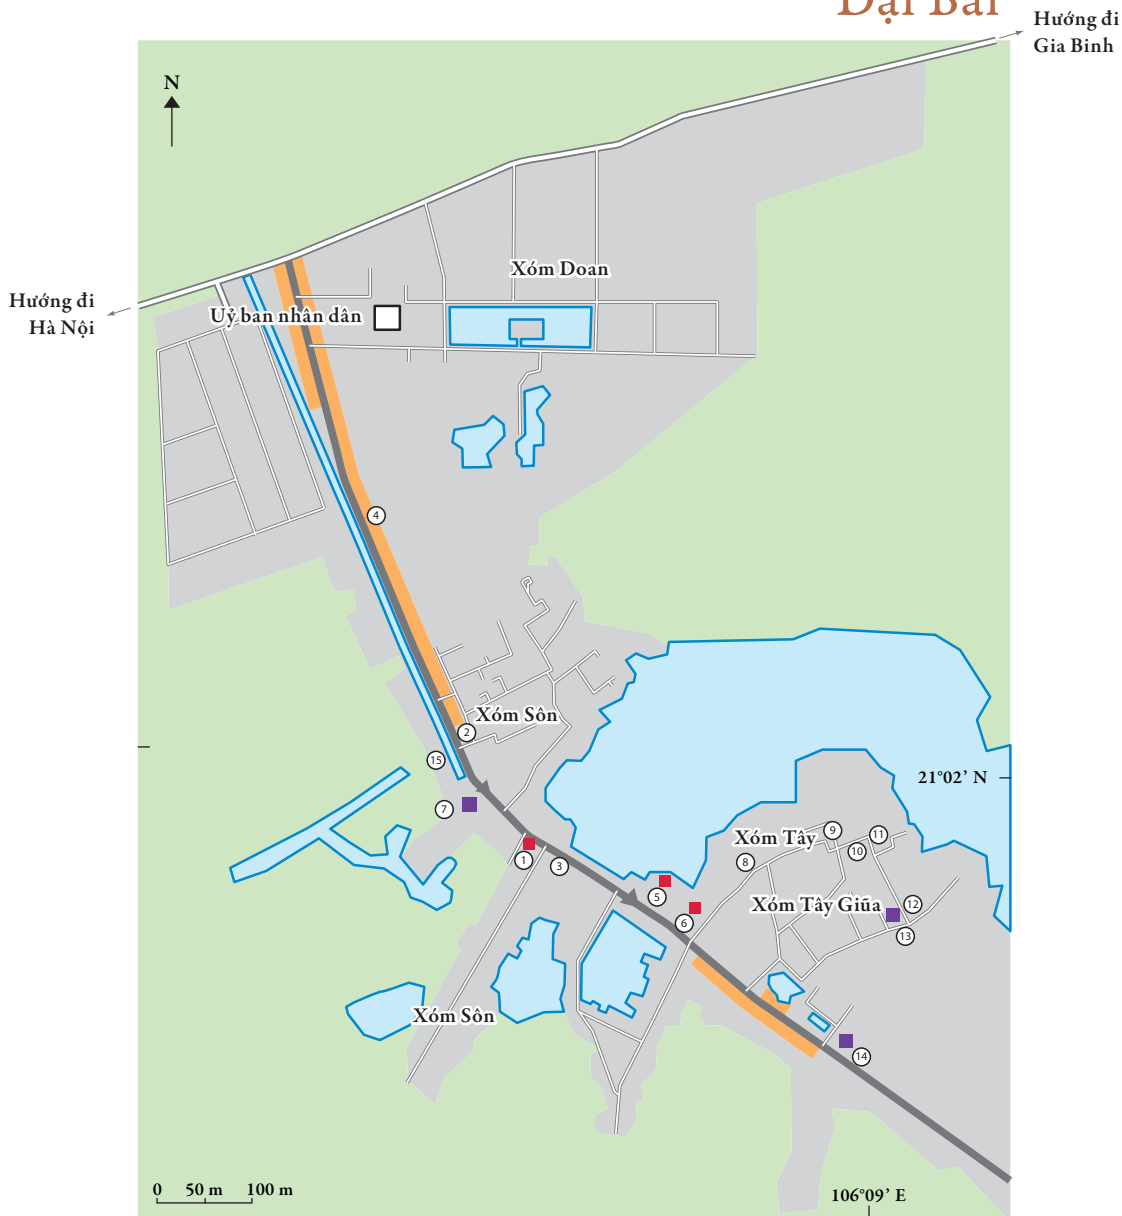 Đại Bái
Hướng đi
Gia Bình
N
Xóm Doan
Hướng đi
Hà Nội
Uỷ ban nhân dân
4
Xóm Sôn
2
15
7
21°02’ N
1
3
Xóm Tây
9
11
10
8
5
6
Xóm Tây Giữa
12
13
Xóm Sôn
14
0 50 m 100 m
106°09’ E